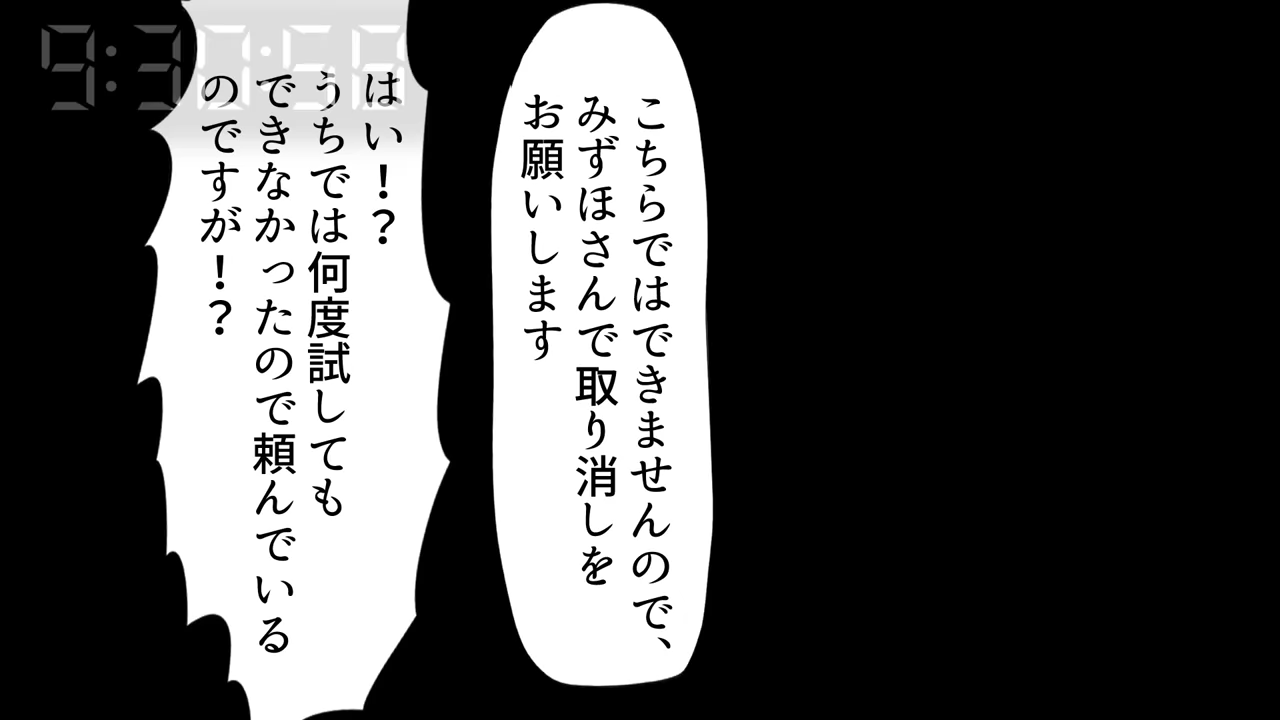 9:30:58
こちらではできませんので、
みずほさんで取り消しを
お願いします
はい！？
うちでは何度試しても
できなかったので頼んでいる
のですが！？